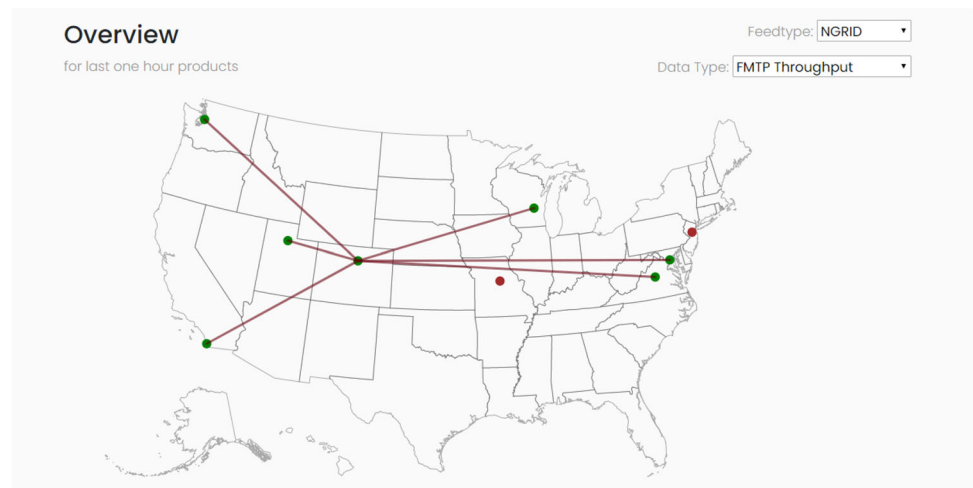 Overview
for last one hour products
Feedtype: NGRID
Data Type: FMTP Throughput